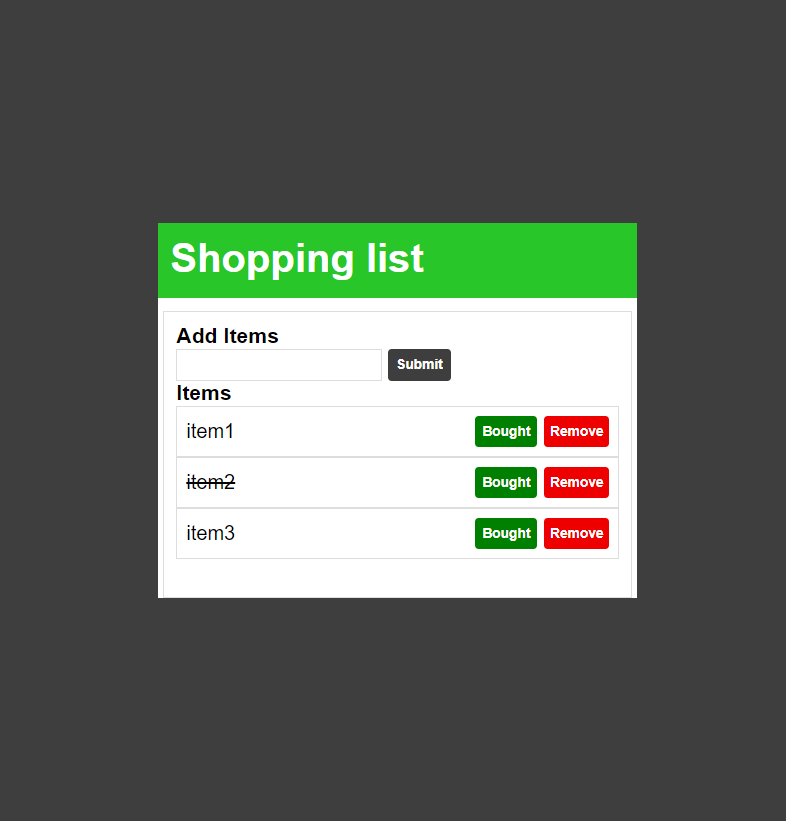 Shopping list
Add Items
Submit
Items
item1 Bought Remove
item2 Bought Remove
item3 Bought Remove